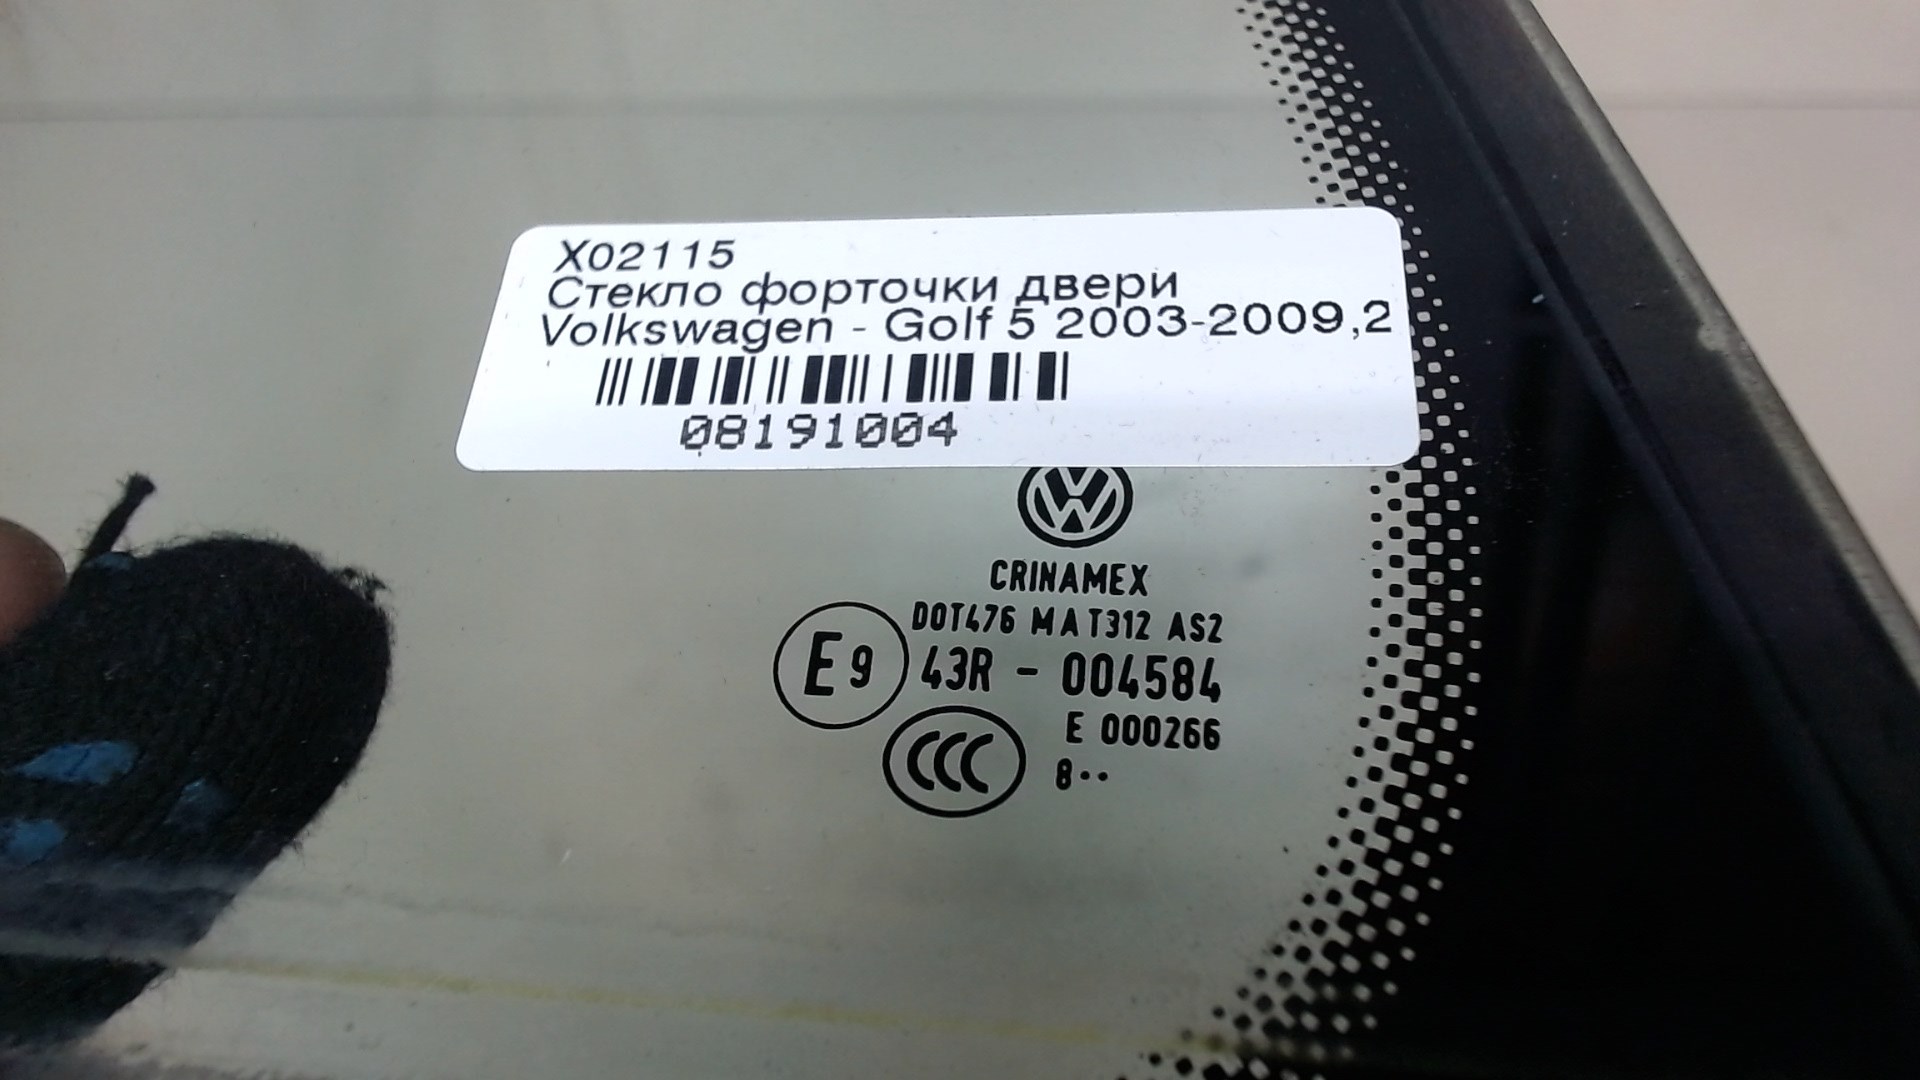 X02115
Стекло форточки двери
Volkswagen - Golf 5 2003-2009,2
08191004
CRINAMEX
DOT476 MAT312 AS2
E9 43R - 004584
E 000266
CCC 8··